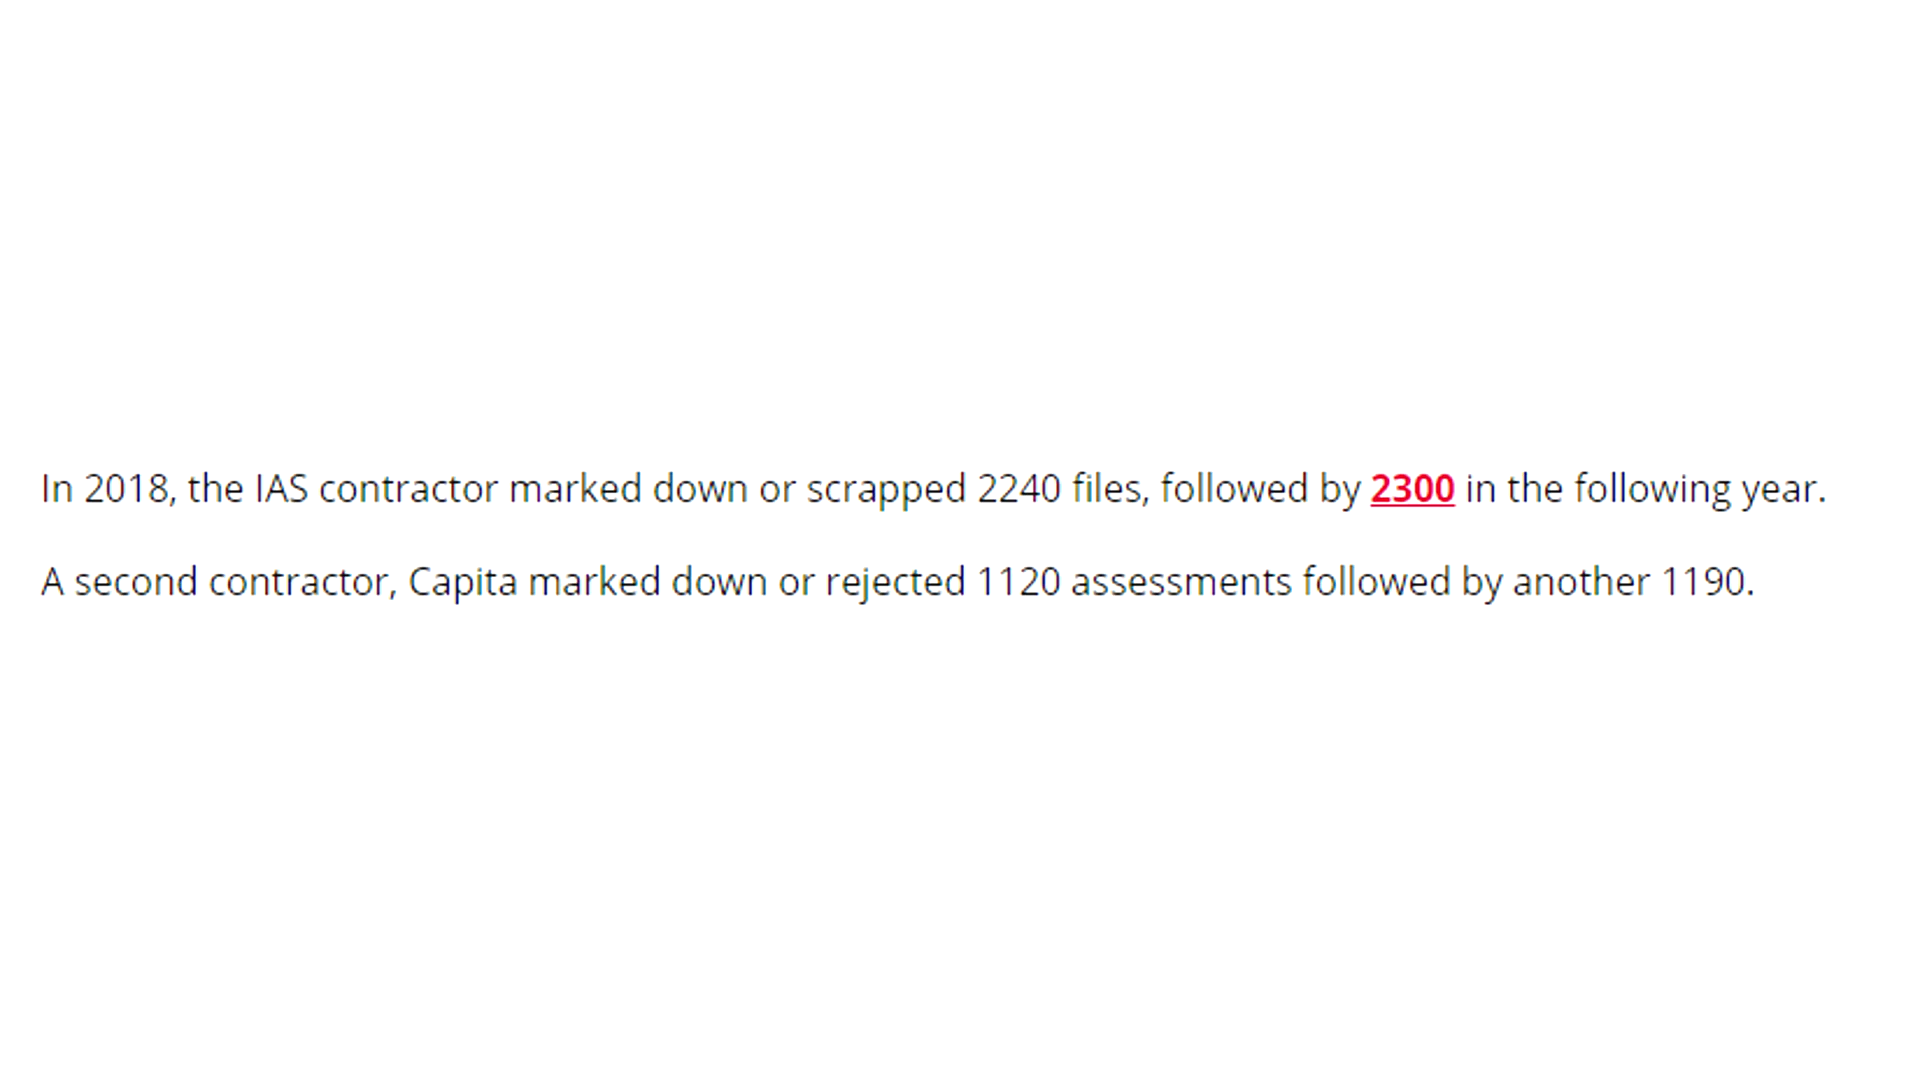 In 2018, the IAS contractor marked down or scrapped 2240 files, followed by 2300 in the following year.
A second contractor, Capita marked down or rejected 1120 assessments followed by another 1190.